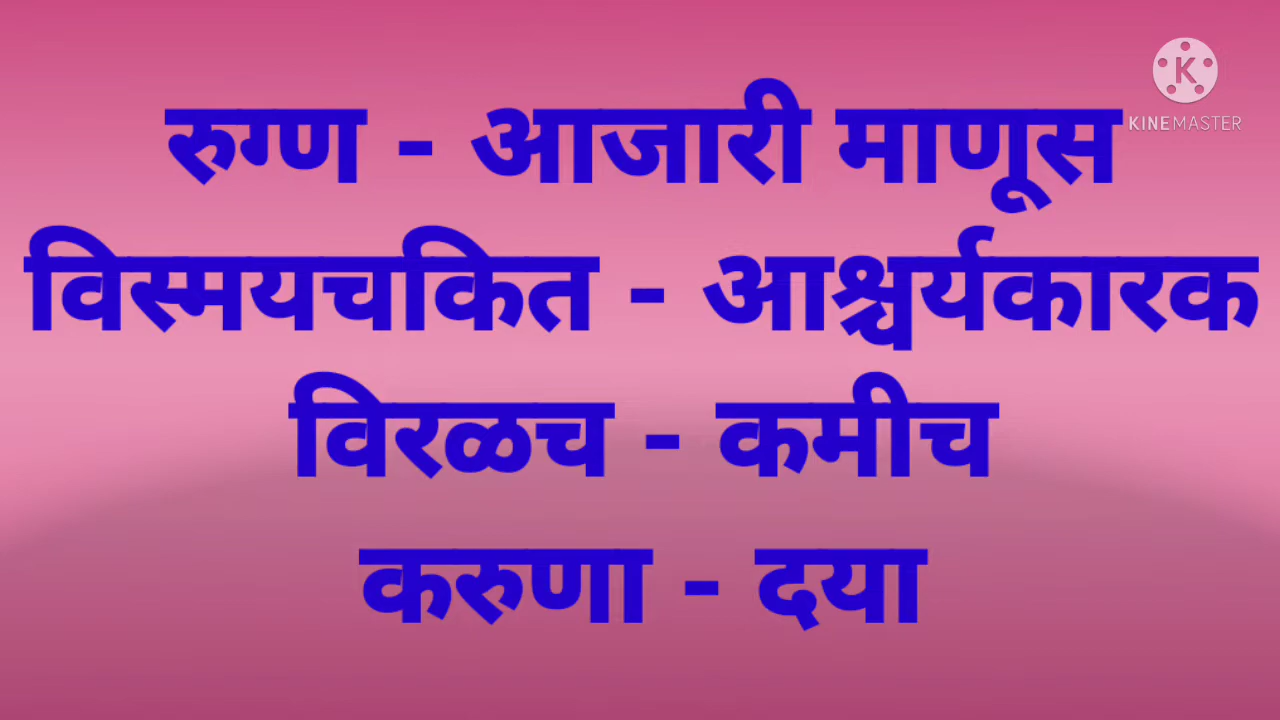 KINEMASTER
रुग्ण - आजारी माणूस
विस्मयचकित - आश्चर्यकारक
विरळच - कमीच
करुणा - दया